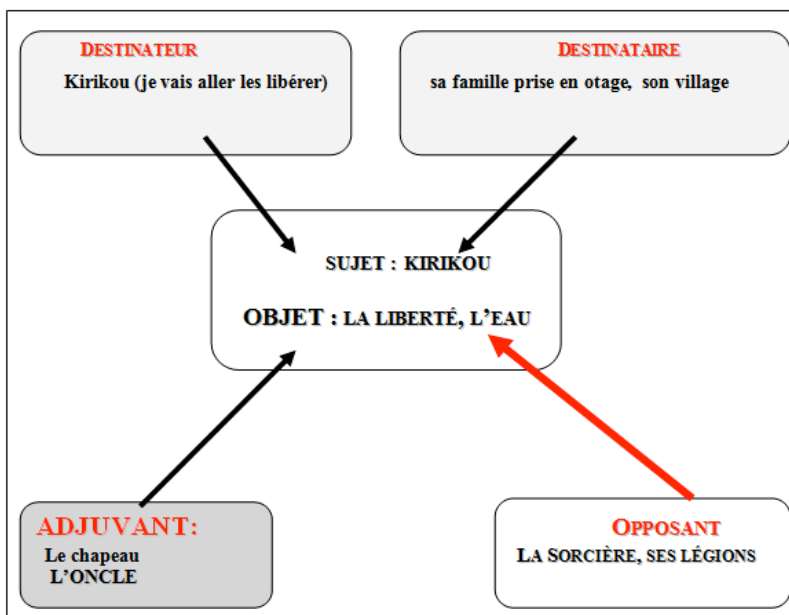 DESTINATEUR
Kirikou (je vais aller les libérer)
DESTINATAIRE
sa famille prise en otage, son village
SUJET : KIRIKOU
OBJET : LA LIBERTÉ, L'EAU
ADJUVANT:
Le chapeau
L'ONCLE
OPPOSANT
LA SORCIÈRE, SES LÉGIONS